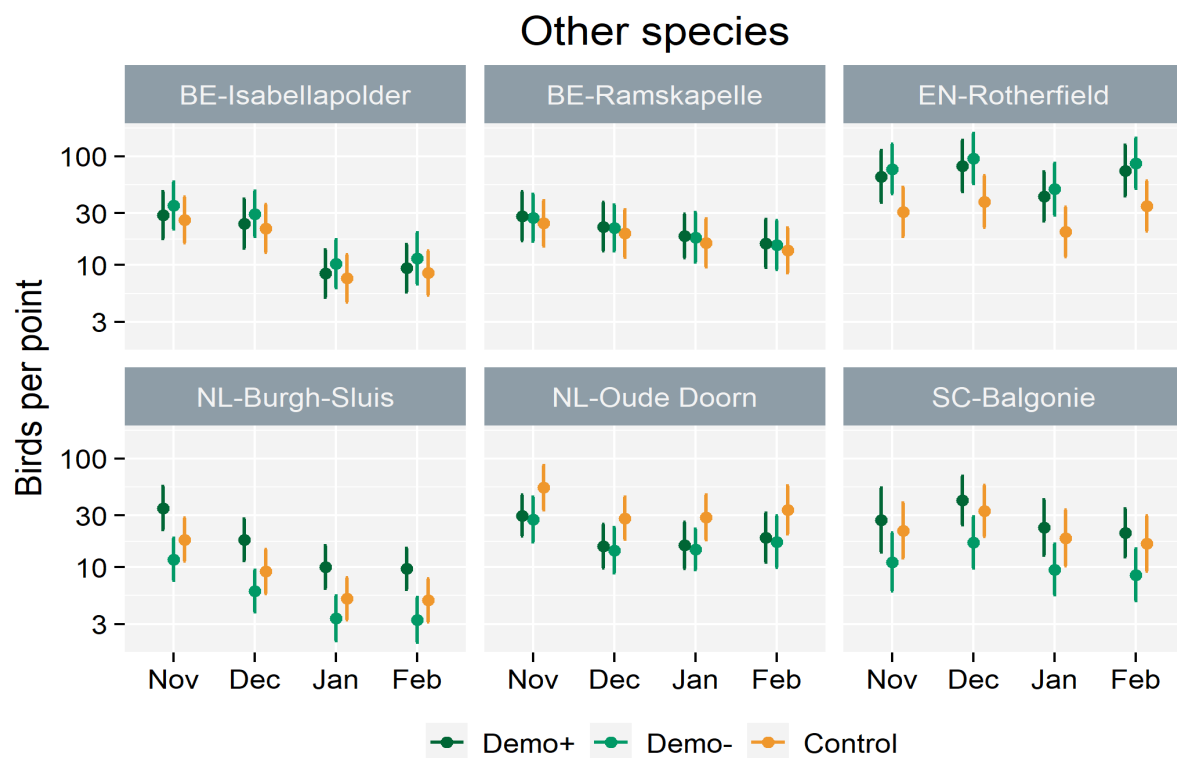 Other species
BE-Isabellapolder BE-Ramskapelle EN-Rotherfield
100
30
10
3
Birds per point
NL-Burgh-Sluis NL-Oude Doorn SC-Balgonie
100
30
10
3
Nov Dec Jan Feb Nov Dec Jan Feb Nov Dec Jan Feb
Demo+ Demo- Control